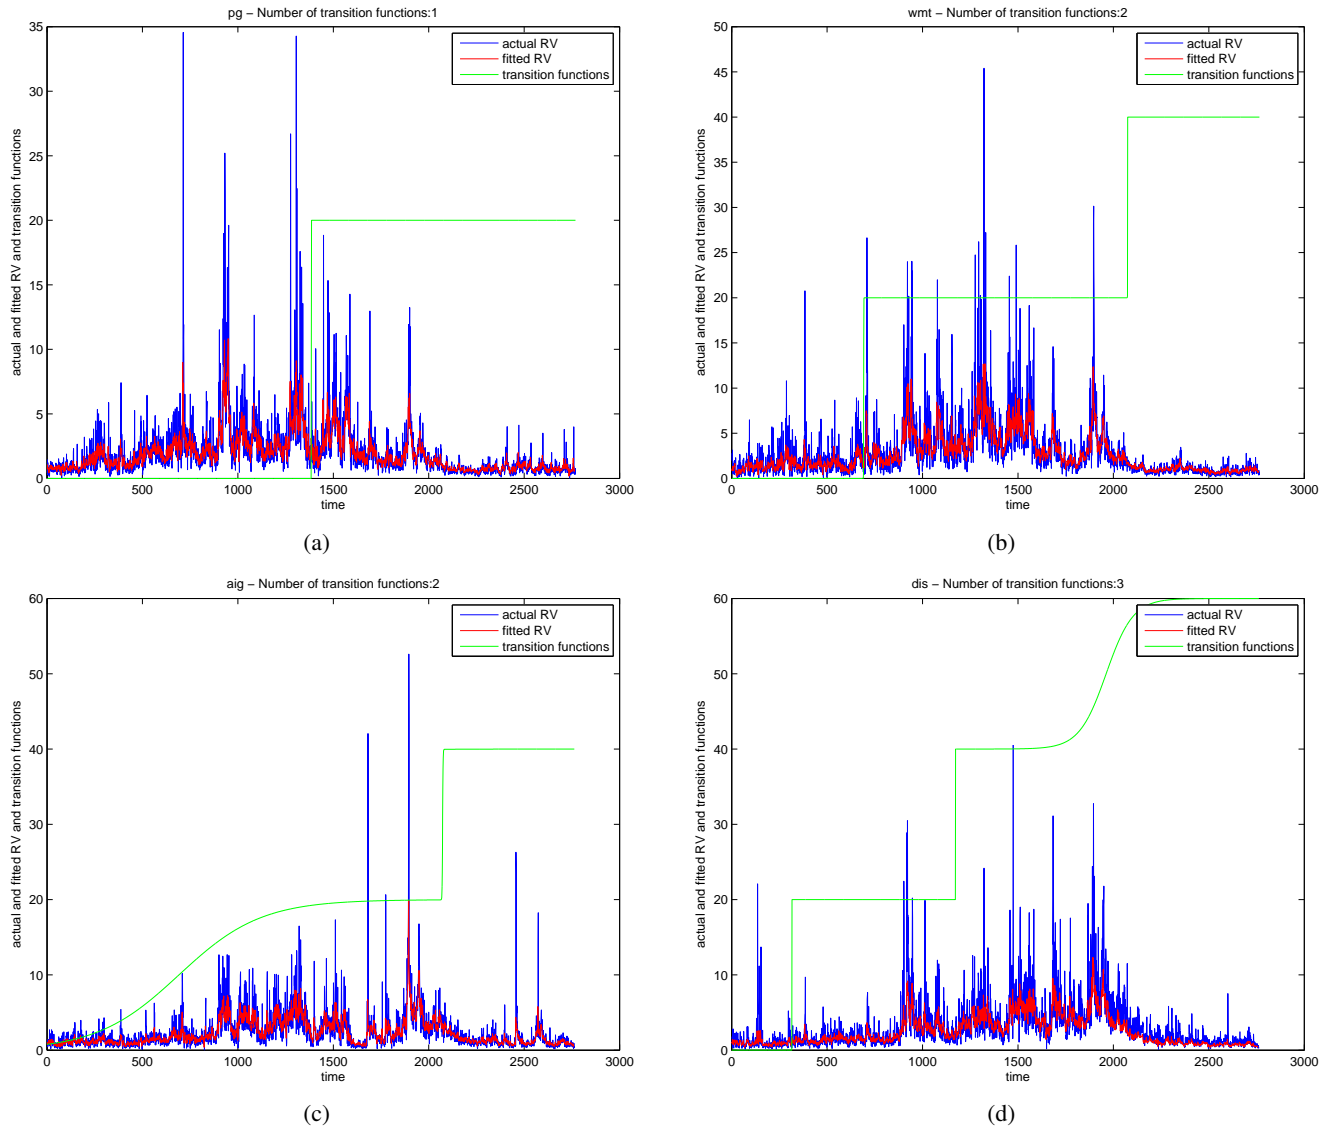 pg − Number of transition functions:1
35
30
25
20
15
10
5
0
actual and fitted RV and transition functions
actual RV
fitted RV
transition functions
0 500 1000 1500 2000 2500 3000
time
(a)
wmt − Number of transition functions:2
50
45
40
35
30
25
20
15
10
5
0
actual and fitted RV and transition functions
actual RV
fitted RV
transition functions
0 500 1000 1500 2000 2500 3000
time
(b)
aig − Number of transition functions:2
60
50
40
30
20
10
0
actual and fitted RV and transition functions
actual RV
fitted RV
transition functions
0 500 1000 1500 2000 2500 3000
time
(c)
dis − Number of transition functions:3
60
50
40
30
20
10
0
actual and fitted RV and transition functions
actual RV
fitted RV
transition functions
0 500 1000 1500 2000 2500 3000
time
(d)